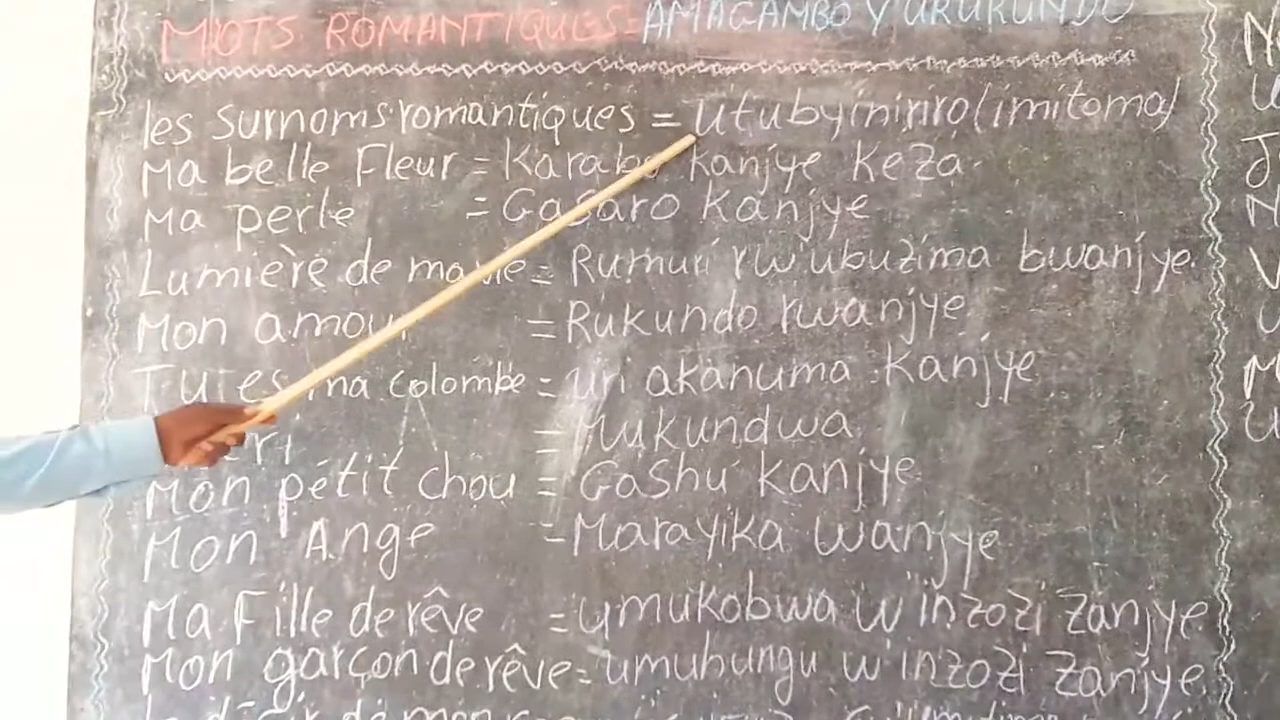 MOTS ROMANTIQUES=AMAGAMBO Y'URUKUNDO
les surnoms romantiques = Utubyiniriro(imitoma)
Ma belle Fleur = Karabo kanjye keza
Ma perle = Gasaro kanjye
Lumière de ma vie = Rumuri rw'ubuzima bwanjye.
Mon amour = Rukundo rwanjye
Tu es ma colombe = uri akanuma kanjye
= Mukundwa
Mon pétit chou = Gashu kanjye
Mon Ange = Marayika wanjye
Ma Fille de rêve = umukobwa w'inzozi zanjye
Mon garçon de rêve = umuhungu w'inzozi zanjye